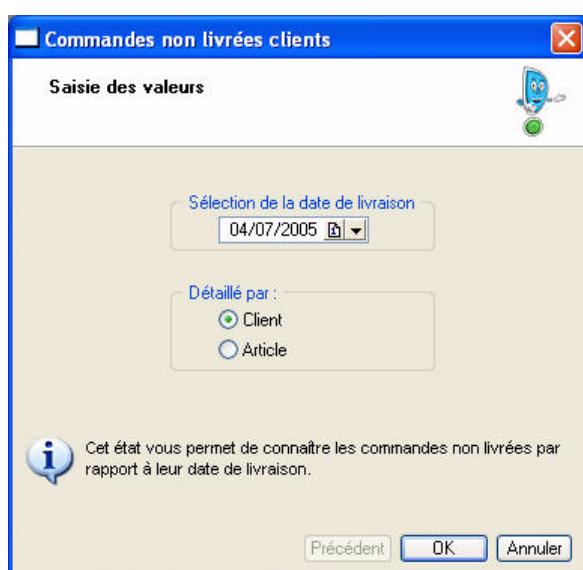 Commandes non livrées clients
Saisie des valeurs
Sélection de la date de livraison
04/07/2005
Détaillé par :
Client
Article
Cet état vous permet de connaître les commandes non livrées par
rapport à leur date de livraison.
Précédent OK Annuler